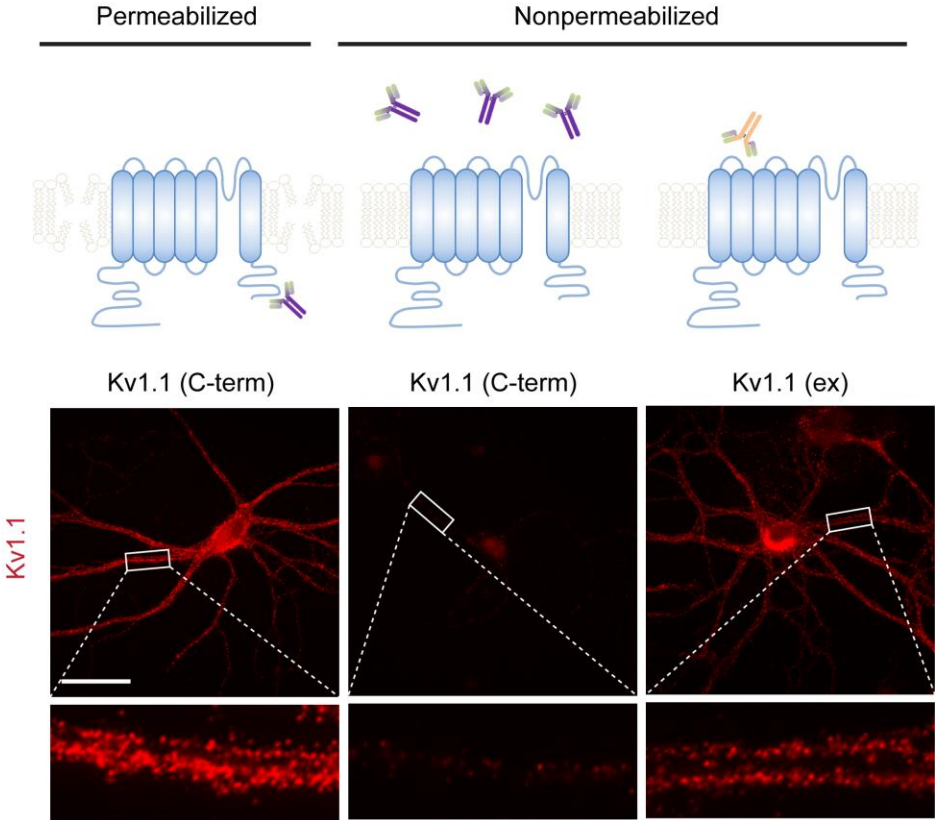 Permeabilized
Nonpermeabilized
Kv1.1 (C-term)
Kv1.1 (C-term)
Kv1.1 (ex)
Kv1.1